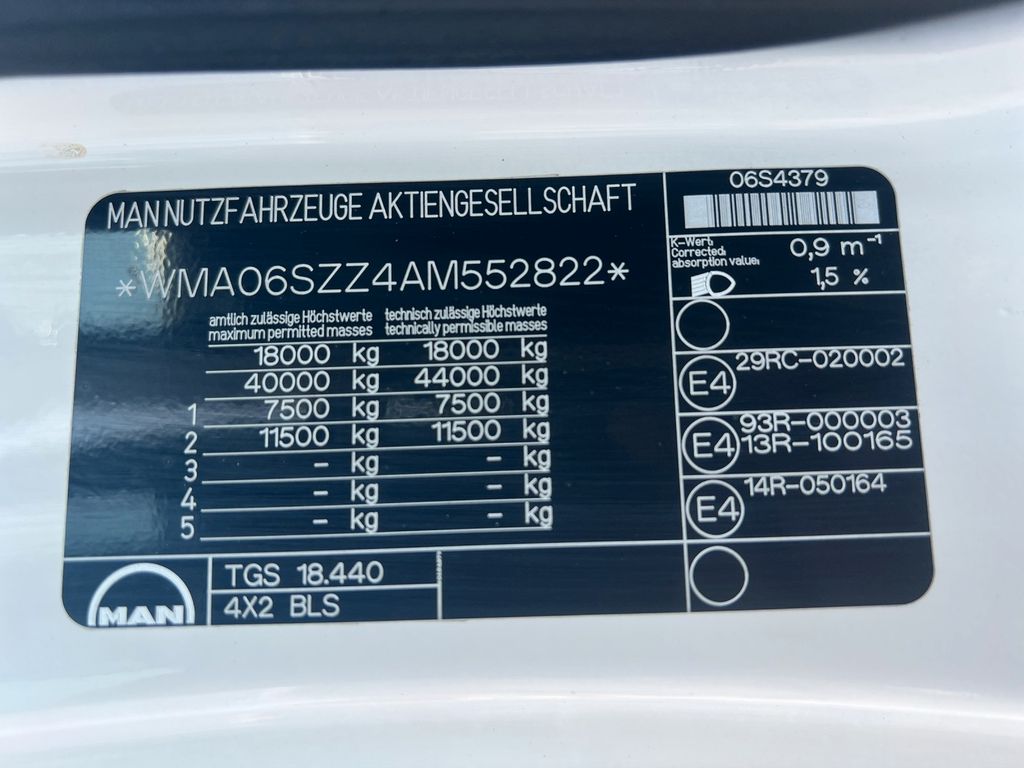 MAN NUTZFAHRZEUGE AKTIENGESELLSCHAFT
*WMA06SZZ4AM552822*
amtlich zulässige Höchstwerte technisch zulässige Höchstwerte
maximum permitted masses technically permissible masses
18000 kg 18000 kg
40000 kg 44000 kg
1 7500 kg 7500 kg
2 11500 kg 11500 kg
3 - kg - kg
4 - kg - kg
5 - kg - kg
MAN
TGS 18.440
4X2 BLS
06S4379
K-Wert:
Corrected:
absorption value:
0,9 m⁻¹
1,5 %
E4 29RC-020002
E4 93R-000003
13R-100165
E4 14R-050164